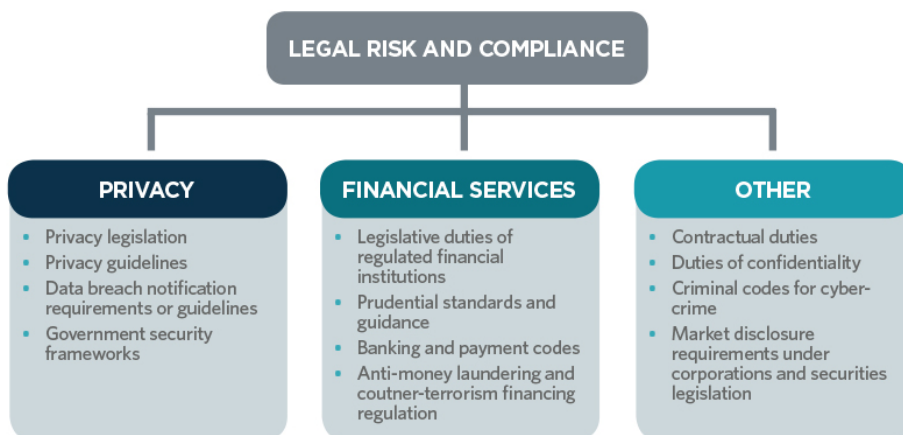 LEGAL RISK AND COMPLIANCE
PRIVACY
Privacy legislation
Privacy guidelines
Data breach notification
requirements or guidelines
Government security
frameworks
FINANCIAL SERVICES
Legislative duties of
regulated financial
institutions
Prudential standards and
guidance
Banking and payment codes
Anti-money laundering and
coutner-terrorism financing
regulation
OTHER
Contractual duties
Duties of confidentiality
Criminal codes for cyber-
crime
Market disclosure
requirements under
corporations and securities
legislation